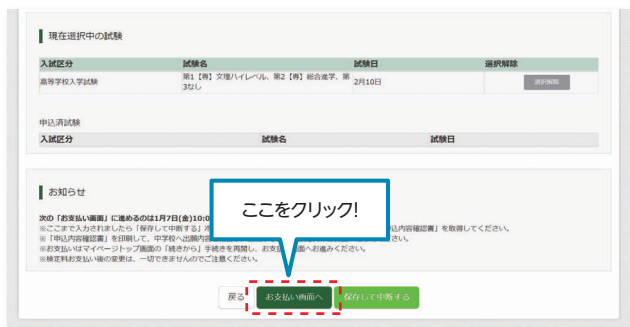 現在選択中の試験
入試区分 試験名 試験日 選択解除
高等学校入学試験 第1【専】文理ハイレベル、第2【専】総合進学、第3なし 2月10日 選択解除
申込済試験
入試区分 試験名 試験日
お知らせ
次の「お支払い画面」に進めるのは1月7日(金)10:0
※ここまで入力されましたら「保存して中断する」 込内容確認書」を取得してください。
※「申込内容確認書」を印刷して、中学校へ出願内容 さい。
※お支払いはマイページトップ画面の「続きから」手続きを再開し、お支払 画面へお進みください。
※検定料お支払い後の変更は、一切できませんのでご注意ください。
ここをクリック!
戻る お支払い画面へ 保存して中断する